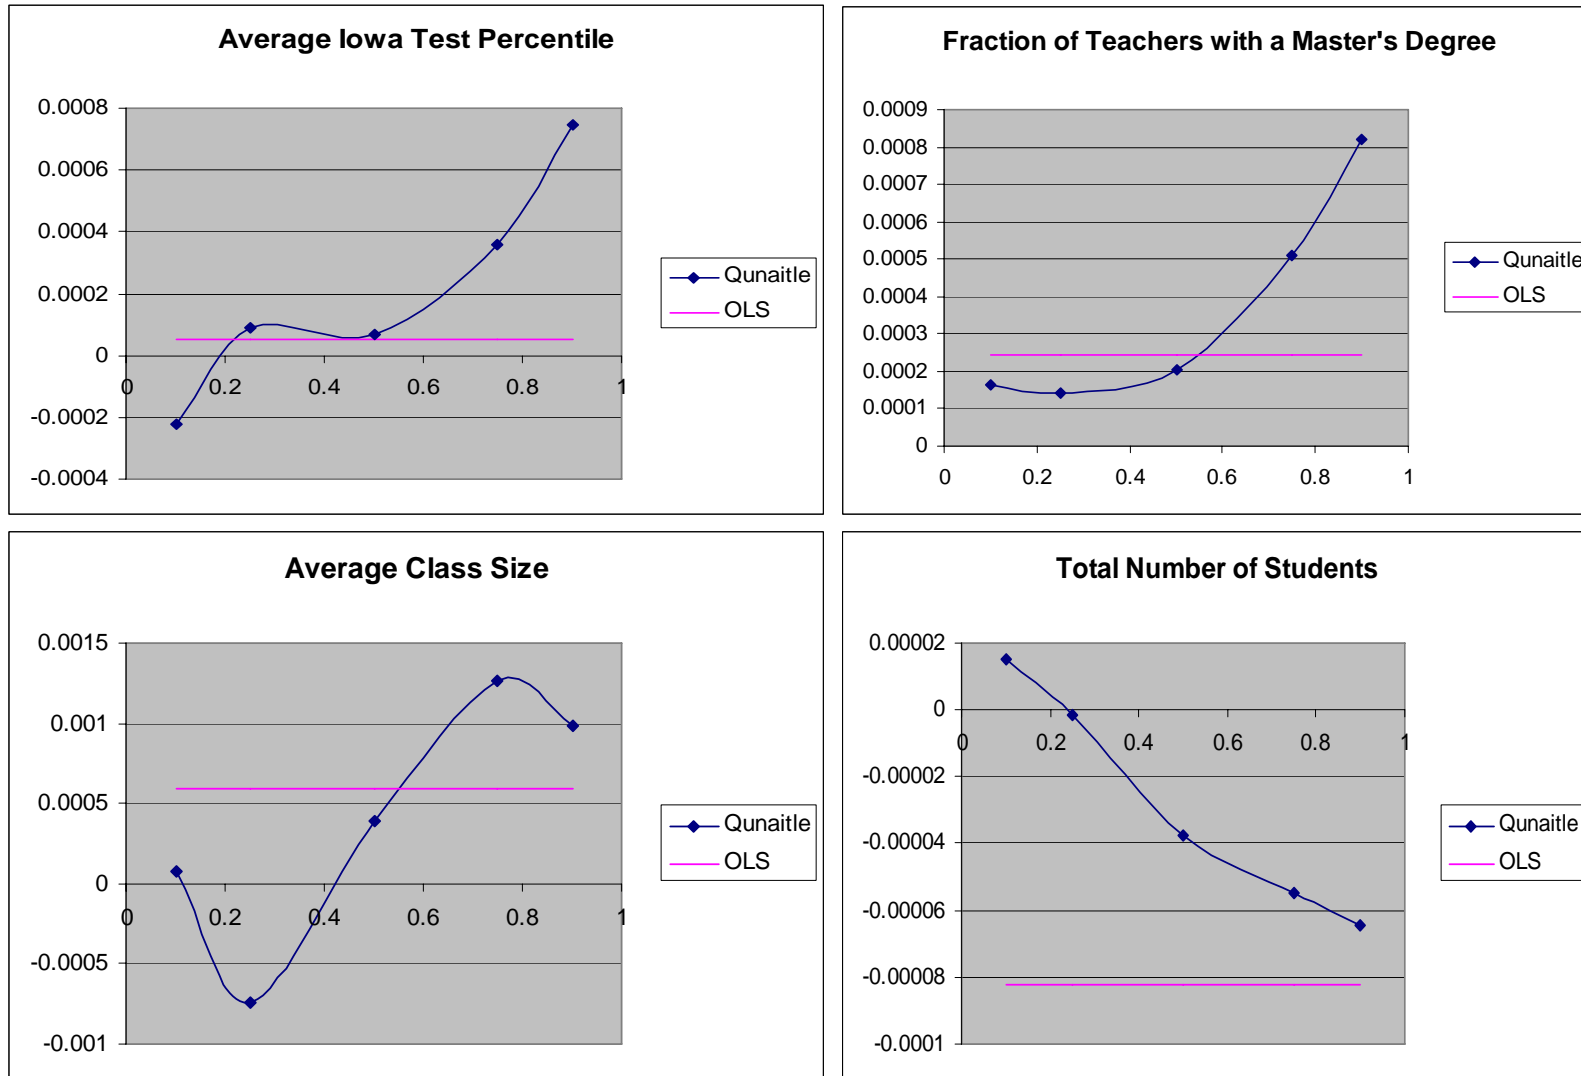 Average Iowa Test Percentile
0.0008
0.0006
0.0004
0.0002
0
-0.0002
-0.0004
0 0.2 0.4 0.6 0.8 1
Qunaitle
OLS
Fraction of Teachers with a Master's Degree
0.0009
0.0008
0.0007
0.0006
0.0005
0.0004
0.0003
0.0002
0.0001
0
0 0.2 0.4 0.6 0.8 1
Qunaitle
OLS
Average Class Size
0.0015
0.001
0.0005
0
-0.0005
-0.001
0 0.2 0.4 0.6 0.8 1
Qunaitle
OLS
Total Number of Students
0.00002
0
-0.00002
-0.00004
-0.00006
-0.00008
-0.0001
0 0.2 0.4 0.6 0.8 1
Qunaitle
OLS